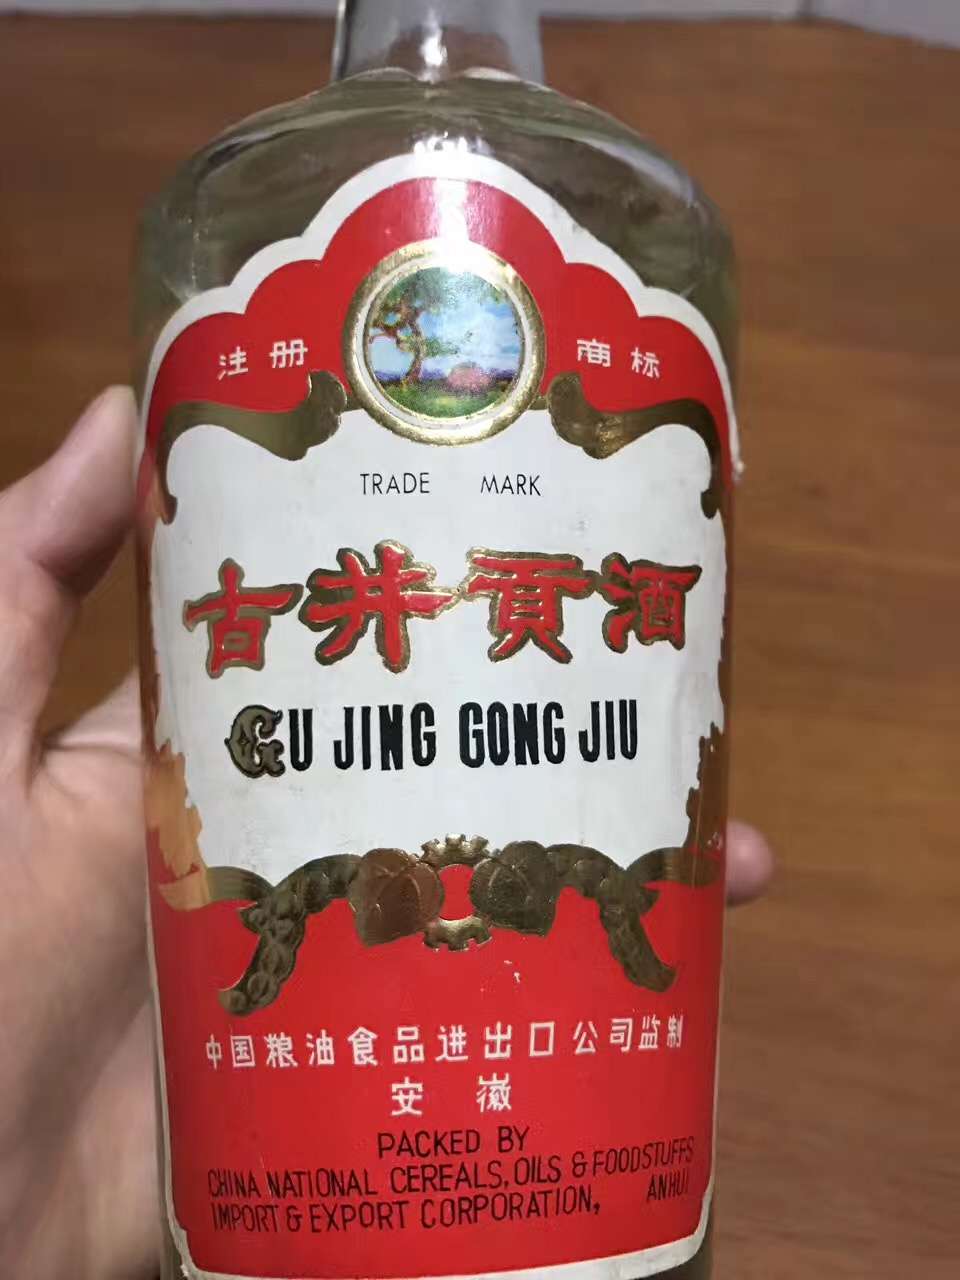 注册 商标
TRADE MARK
古井贡酒
GU JING GONG JIU
中国粮油食品进出口公司监制
安徽
PACKED BY
CHINA NATIONAL CEREALS, OILS & FOODSTUFFS
IMPORT & EXPORT CORPORATION, ANHUI